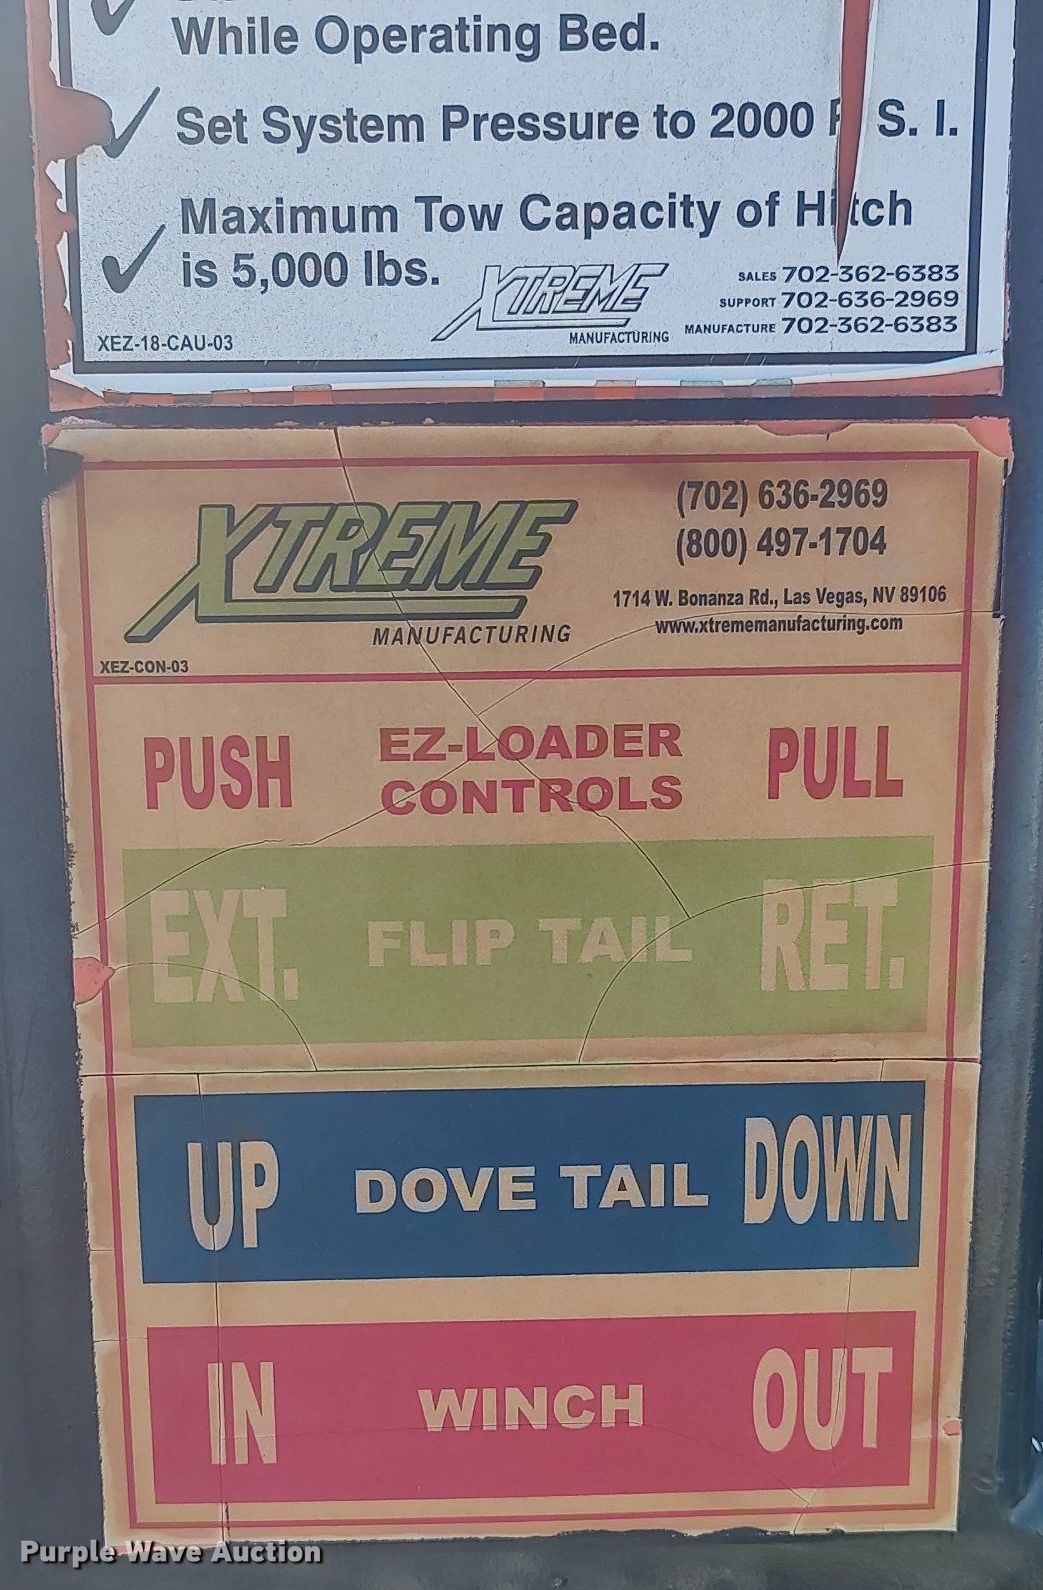 While Operating Bed.
✓ Set System Pressure to 2000 P. S. I.
Maximum Tow Capacity of Hitch
✓ is 5,000 lbs.
XTREME
MANUFACTURING
SALES 702-362-6383
SUPPORT 702-636-2969
MANUFACTURE 702-362-6383
XEZ-18-CAU-03
XTREME
MANUFACTURING
(702) 636-2969
(800) 497-1704
1714 W. Bonanza Rd., Las Vegas, NV 89106
www.xtrememanufacturing.com
XEZ-CON-03
PUSH EZ-LOADER CONTROLS PULL
EXT. FLIP TAIL RET.
UP DOVE TAIL DOWN
IN WINCH OUT
Purple Wave Auction